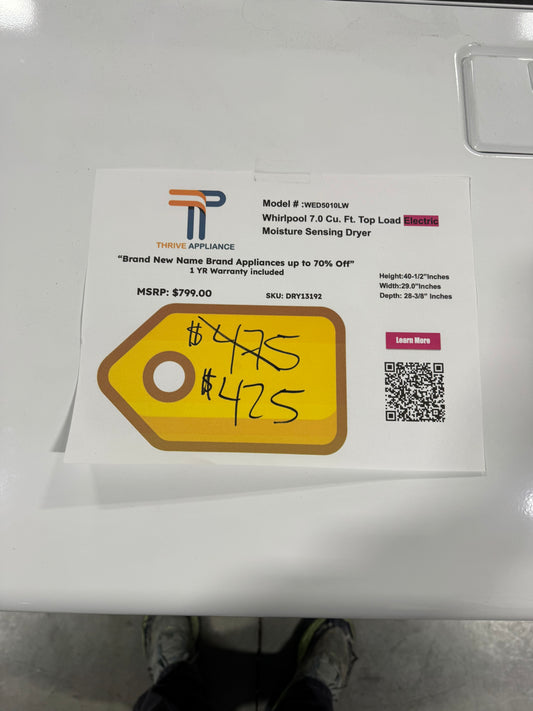 Model # :WED5010LW
Whirlpool 7.0 Cu. Ft. Top Load Electric
Moisture Sensing Dryer
TP
THRIVE APPLIANCE
“Brand New Name Brand Appliances up to 70% Off”
1 YR Warranty included
MSRP: $799.00
SKU: DRY13192
Height:40-1/2"Inches
Width:29.0"Inches
Depth: 28-3/8" Inches
Learn More
$475
$425